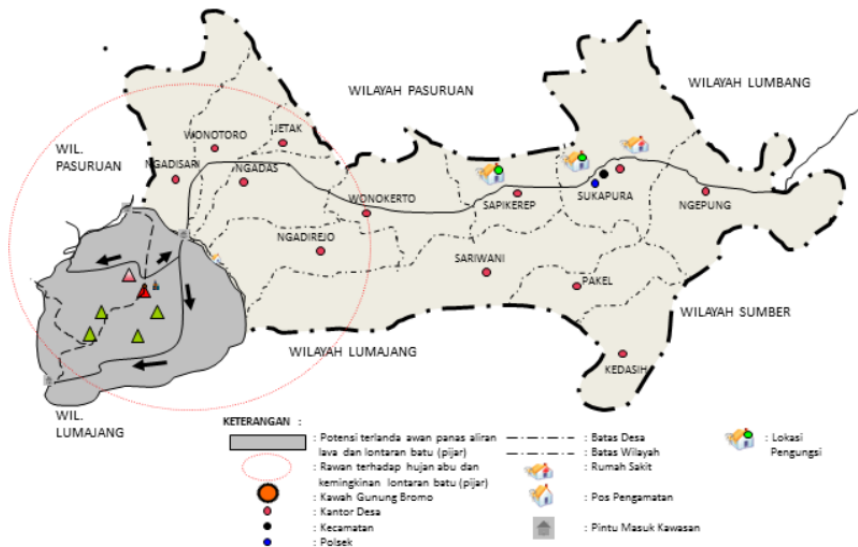 WILAYAH PASURUAN
WILAYAH LUMBANG
WIL.
PASURUAN
WONOTORO
JETAK
NGADISARI
NGADAS
WONOKERTO
SAPIKEREP
SUKAPURA
NGEPUNG
NGADIREJO
SARIWANI
PAKEL
WILAYAH SUMBER
WILAYAH LUMAJANG
KEDASIH
WIL.
LUMAJANG
KETERANGAN :
: Potensi terlanda awan panas aliran
lava dan lontaran batu (pijar)
: Rawan terhadap hujan abu dan
kemingkinan lontaran batu (pijar)
: Kawah Gunung Bromo
: Kantor Desa
: Kecamatan
: Polsek
: Batas Desa
: Batas Wilayah
: Rumah Sakit
: Pos Pengamatan
: Pintu Masuk Kawasan
: Lokasi
Pengungsi